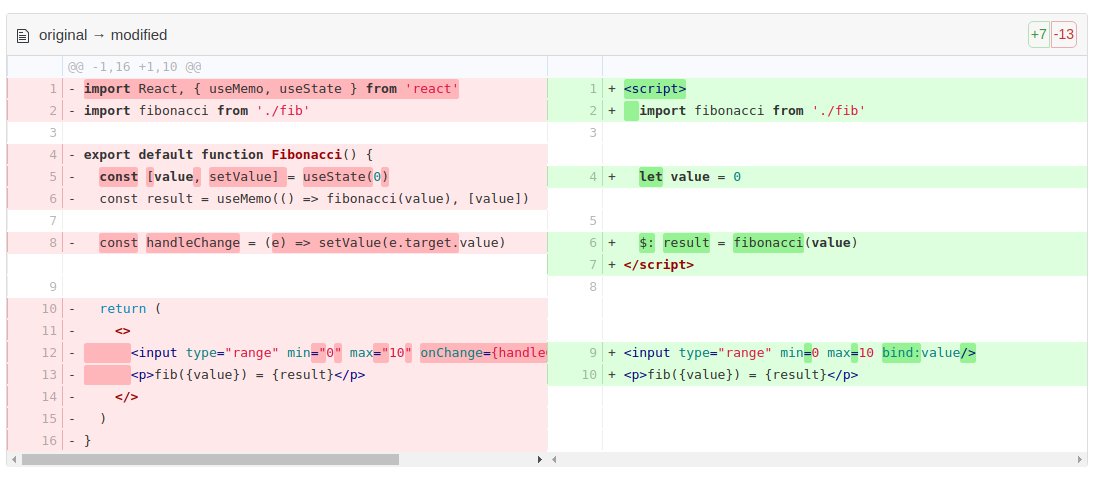 original → modified +7 -13
@@ -1,16 +1,10 @@
1 - import React, { useMemo, useState } from 'react'
2 - import fibonacci from './fib'
3
4 - export default function Fibonacci() {
5 -   const [value, setValue] = useState(0)
6 -   const result = useMemo(() => fibonacci(value), [value])
7
8 -   const handleChange = (e) => setValue(e.target.value)
9
10 -   return (
11 -     <>
12 -       <input type="range" min="0" max="10" onChange={handle
13 -       <p>fib({value}) = {result}</p>
14 -     </>
15 -   )
16 - }
1 + <script>
2 +   import fibonacci from './fib'
3
4 +   let value = 0
5
6 +   $: result = fibonacci(value)
7 + </script>
8
9 + <input type="range" min=0 max=10 bind:value/>
10 + <p>fib({value}) = {result}</p>